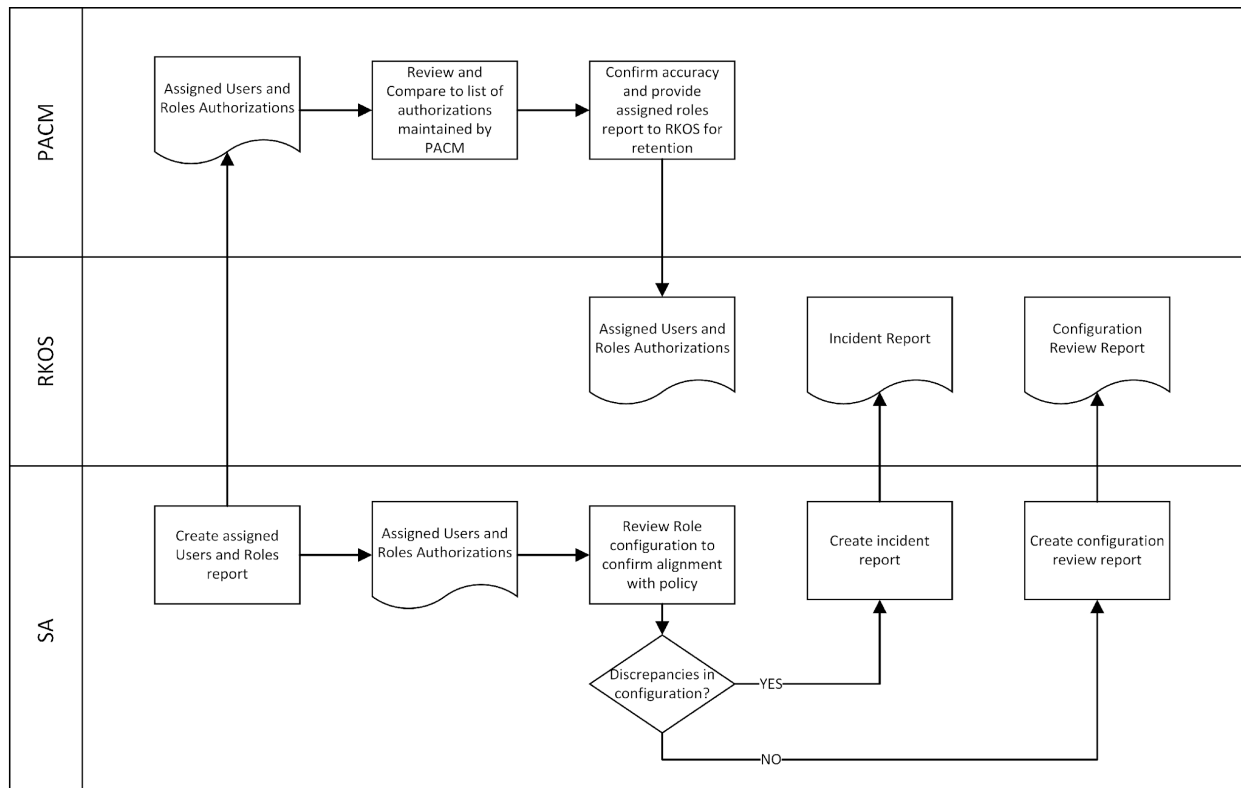 PACM
Assigned Users and
Roles Authorizations
Review and
Compare to list of
authorizations
maintained by
PACM
Confirm accuracy
and provide
assigned roles
report to RKOS for
retention
RKOS
Assigned Users and
Roles Authorizations
Incident Report
Configuration
Review Report
SA
Create assigned
Users and Roles
report
Assigned Users and
Roles Authorizations
Review Role
configuration to
confirm alignment
with policy
Create incident
report
Create configuration
review report
Discrepancies in
configuration?
YES
NO